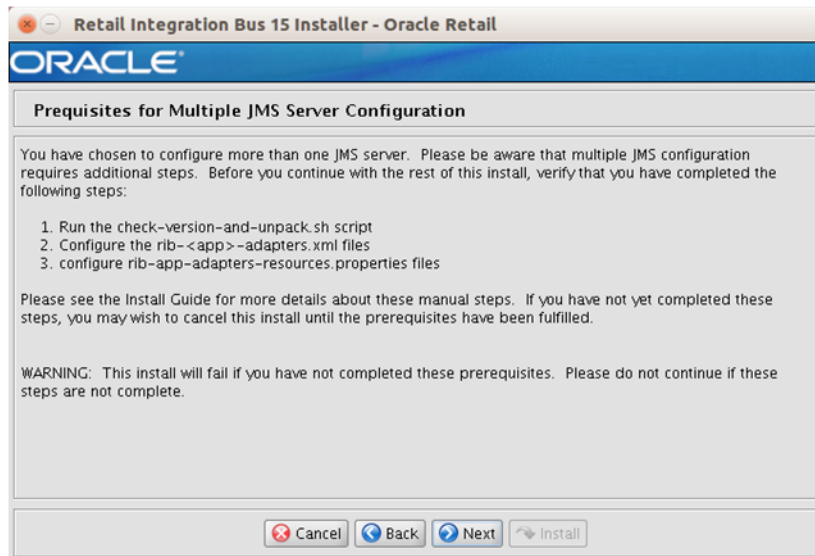 Retail Integration Bus 15 Installer - Oracle Retail
ORACLE®
Prequisites for Multiple JMS Server Configuration
You have chosen to configure more than one JMS server. Please be aware that multiple JMS configuration
requires additional steps. Before you continue with the rest of this install, verify that you have completed the
following steps:
1. Run the check-version-and-unpack.sh script
2. Configure the rib-<app>-adapters.xml files
3. configure rib-app-adapters-resources.properties files
Please see the Install Guide for more details about these manual steps. If you have not yet completed these
steps, you may wish to cancel this install until the prerequisites have been fulfilled.
WARNING: This install will fail if you have not completed these prerequisites. Please do not continue if these
steps are not complete.
Cancel Back Next Install